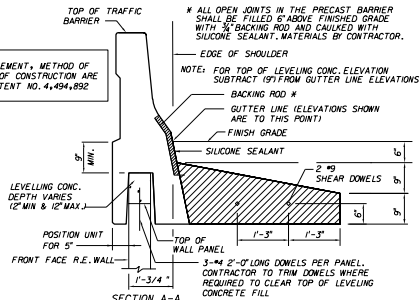 TOP OF TRAFFIC
BARRIER
* ALL OPEN JOINTS IN THE PRECAST BARRIER
SHALL BE FILLED 6" ABOVE FINISHED GRADE
WITH ¾" BACKING ROD AND CAULKED WITH
SILICONE SEALANT. MATERIALS BY CONTRACTOR.
EDGE OF SHOULDER
EMENT, METHOD OF
OF CONSTRUCTION ARE
TENT NO. 4,494,892
NOTE: FOR TOP OF LEVELING CONC. ELEVATION
SUBTRACT (9") FROM GUTTER LINE ELEVATIONS
BACKING ROD *
GUTTER LINE (ELEVATIONS SHOWN
ARE TO THIS POINT)
FINISH GRADE
SILICONE SEALANT
9"
MIN.
6"
2 #9
SHEAR DOWELS
LEVELLING CONC.
DEPTH VARIES
(2" MIN & 12" MAX.)
9"
9"
6"
1'-3"
1'-3"
POSITION UNIT
FOR 5"
TOP OF
WALL PANEL
FRONT FACE R.E. WALL
3-#4 2'-0" LONG DOWELS PER PANEL.
CONTRACTOR TO TRIM DOWELS WHERE
REQUIRED TO CLEAR TOP OF LEVELING
CONCRETE FILL
1'-3/4"
SECTION A-A